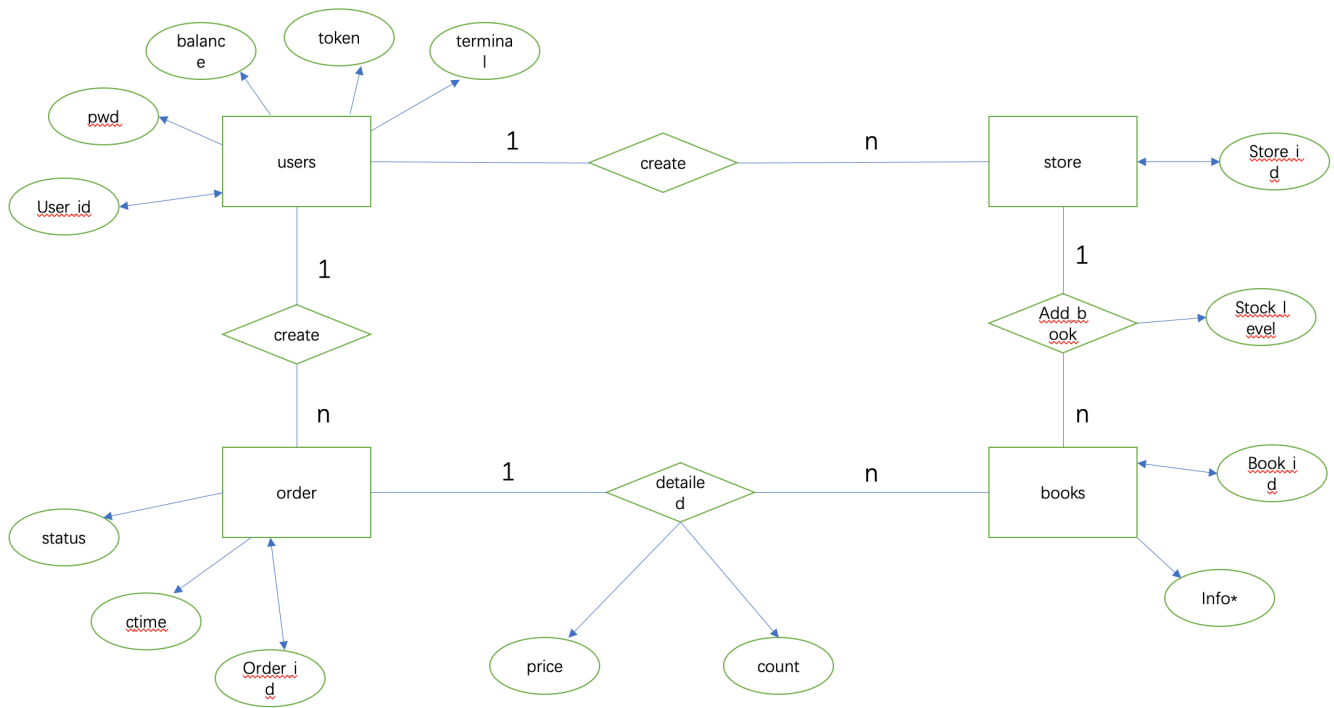 balanc
e
token
termina
l
pwd
users
1
create
n
store
Store_i
d
User_id
1
1
Add_b
ook
Stock_l
evel
create
n
n
order
1
detaile
d
n
books
Book_i
d
status
ctime
Order_i
d
price
count
Info*